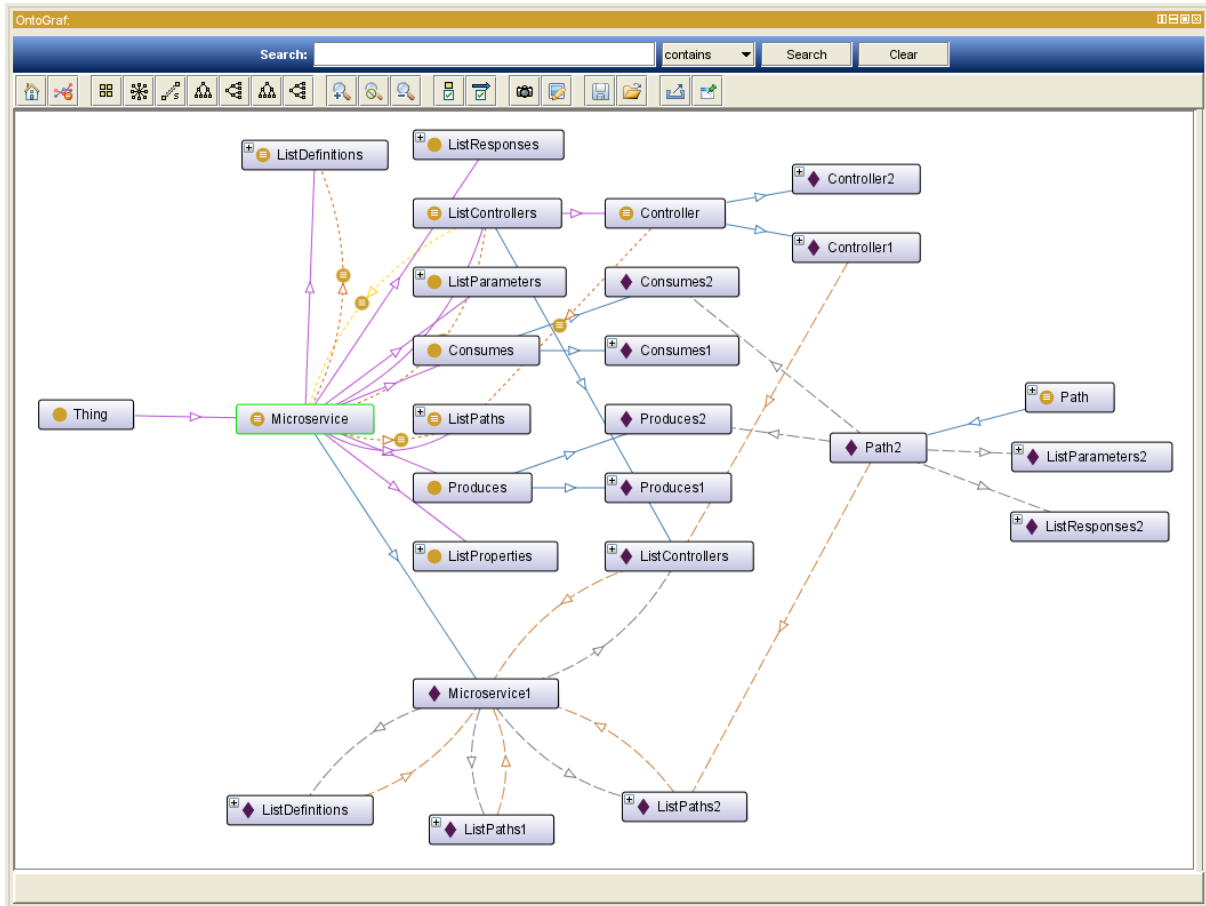 OntoGraf:
Search: contains Search Clear
ListDefinitions
ListResponses
Controller2
ListControllers
Controller
Controller1
ListParameters
Consumes2
Consumes
Consumes1
Path
Thing
Microservice
ListPaths
Produces2
Path2
ListParameters2
Produces
Produces1
ListResponses2
ListProperties
ListControllers
Microservice1
ListDefinitions
ListPaths1
ListPaths2